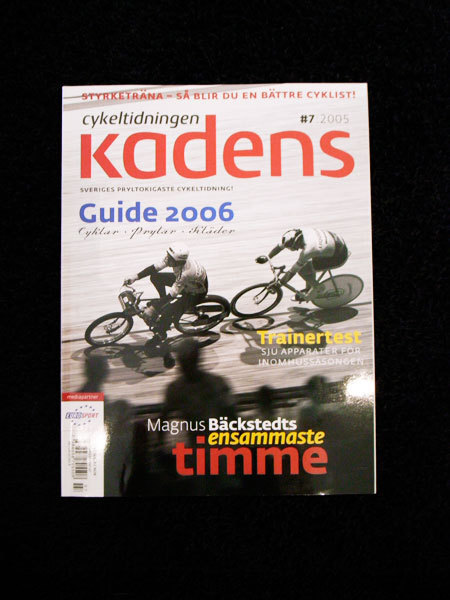 STYRKETRÄNA – SÅ BLIR DU EN BÄTTRE CYKLIST!
cykeltidningen
#7 2005
kadens
SVERIGES PRYLTOKIGASTE CYKELTIDNING!
Guide 2006
Cyklar · Prylar · Kläder
Trainertest
SJU APPARATER FÖR
INOMHUSSÄSONGEN
mediapartner
EUROSPORT
Magnus Bäckstedts
ensammaste
timme